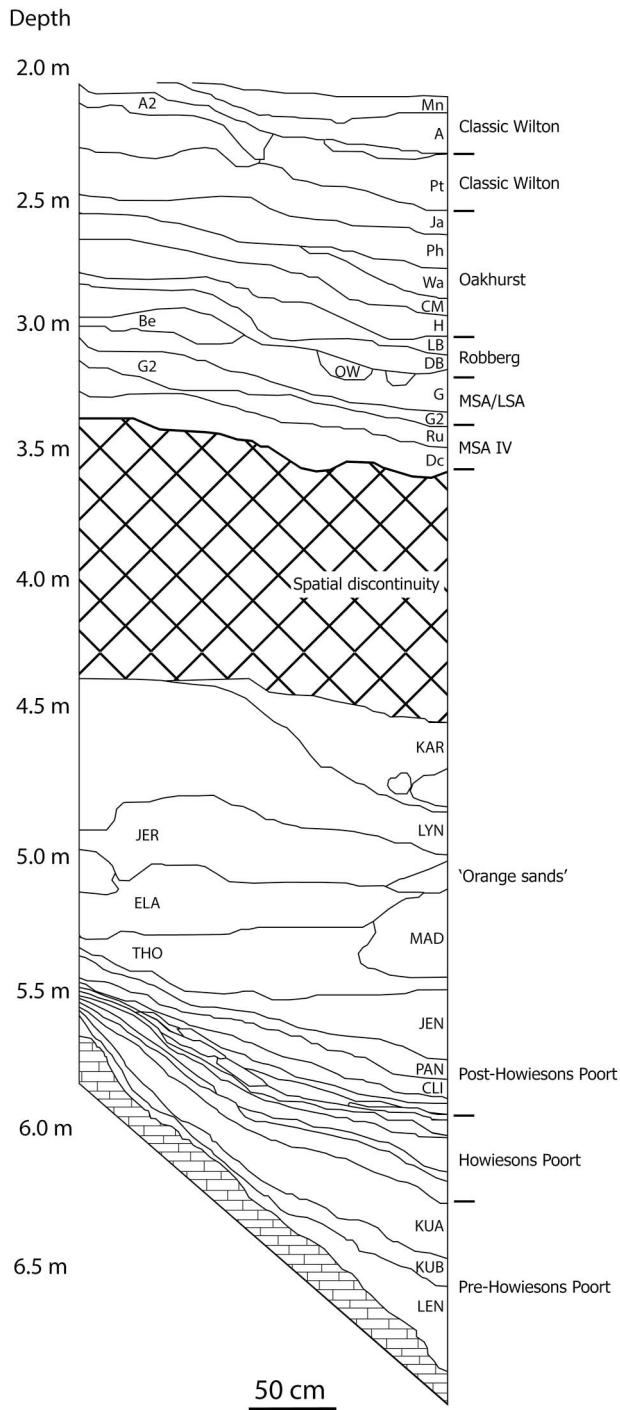 Depth
2.0 m
Mn
A2
A
Classic Wilton
Pt
Classic Wilton
2.5 m
Ja
Ph
Wa
Oakhurst
CM
3.0 m
Be
H
LB
DB
Robberg
OW
G2
G
MSA/LSA
G2
Ru
MSA IV
3.5 m
Dc
4.0 m
Spatial discontinuity
4.5 m
KAR
JER
LYN
5.0 m
'Orange sands'
ELA
MAD
THO
5.5 m
JEN
PAN
Post-Howiesons Poort
CLI
6.0 m
Howiesons Poort
KUA
6.5 m
KUB
Pre-Howiesons Poort
LEN
50 cm